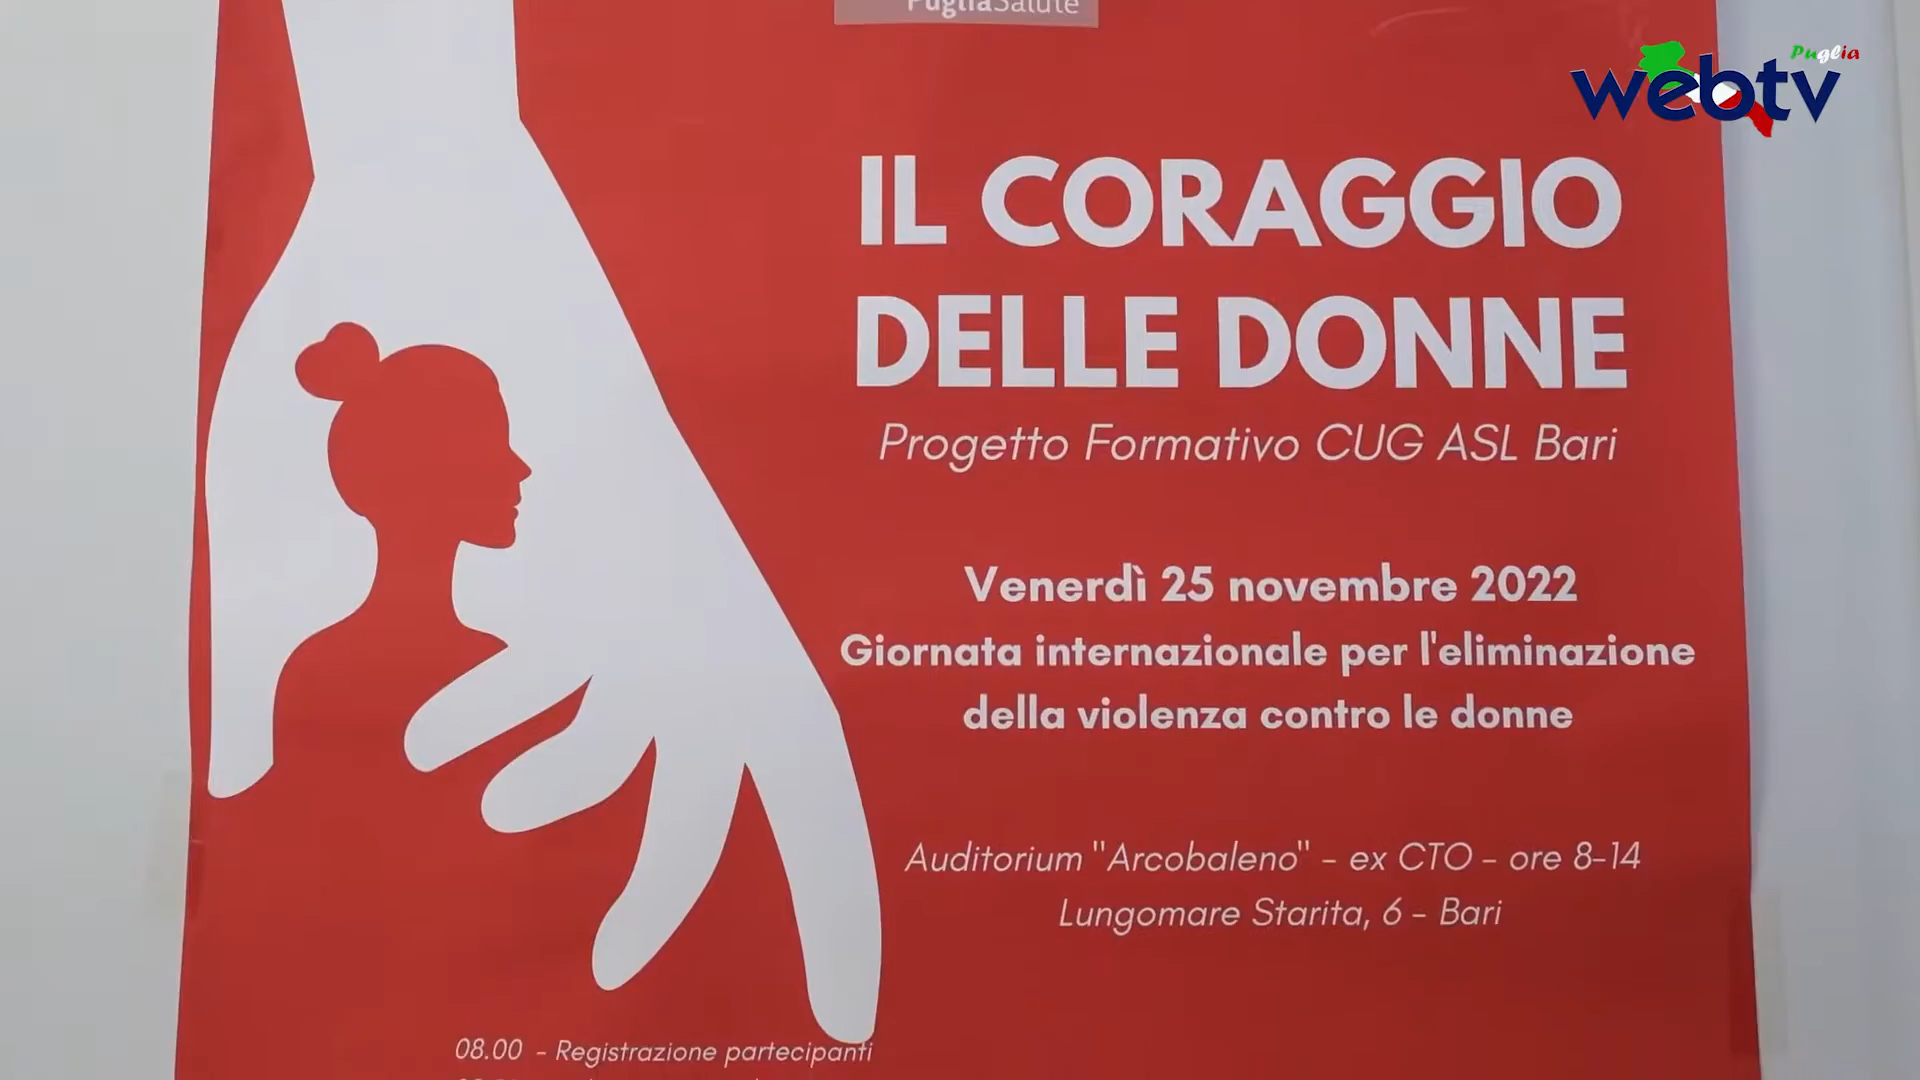 PugliaSalute
Puglia
webtv
IL CORAGGIO
DELLE DONNE
Progetto Formativo CUG ASL Bari
Venerdì 25 novembre 2022
Giornata internazionale per l'eliminazione
della violenza contro le donne
Auditorium "Arcobaleno" - ex CTO - ore 8-14
Lungomare Starita, 6 - Bari
08.00 - Registrazione partecipanti